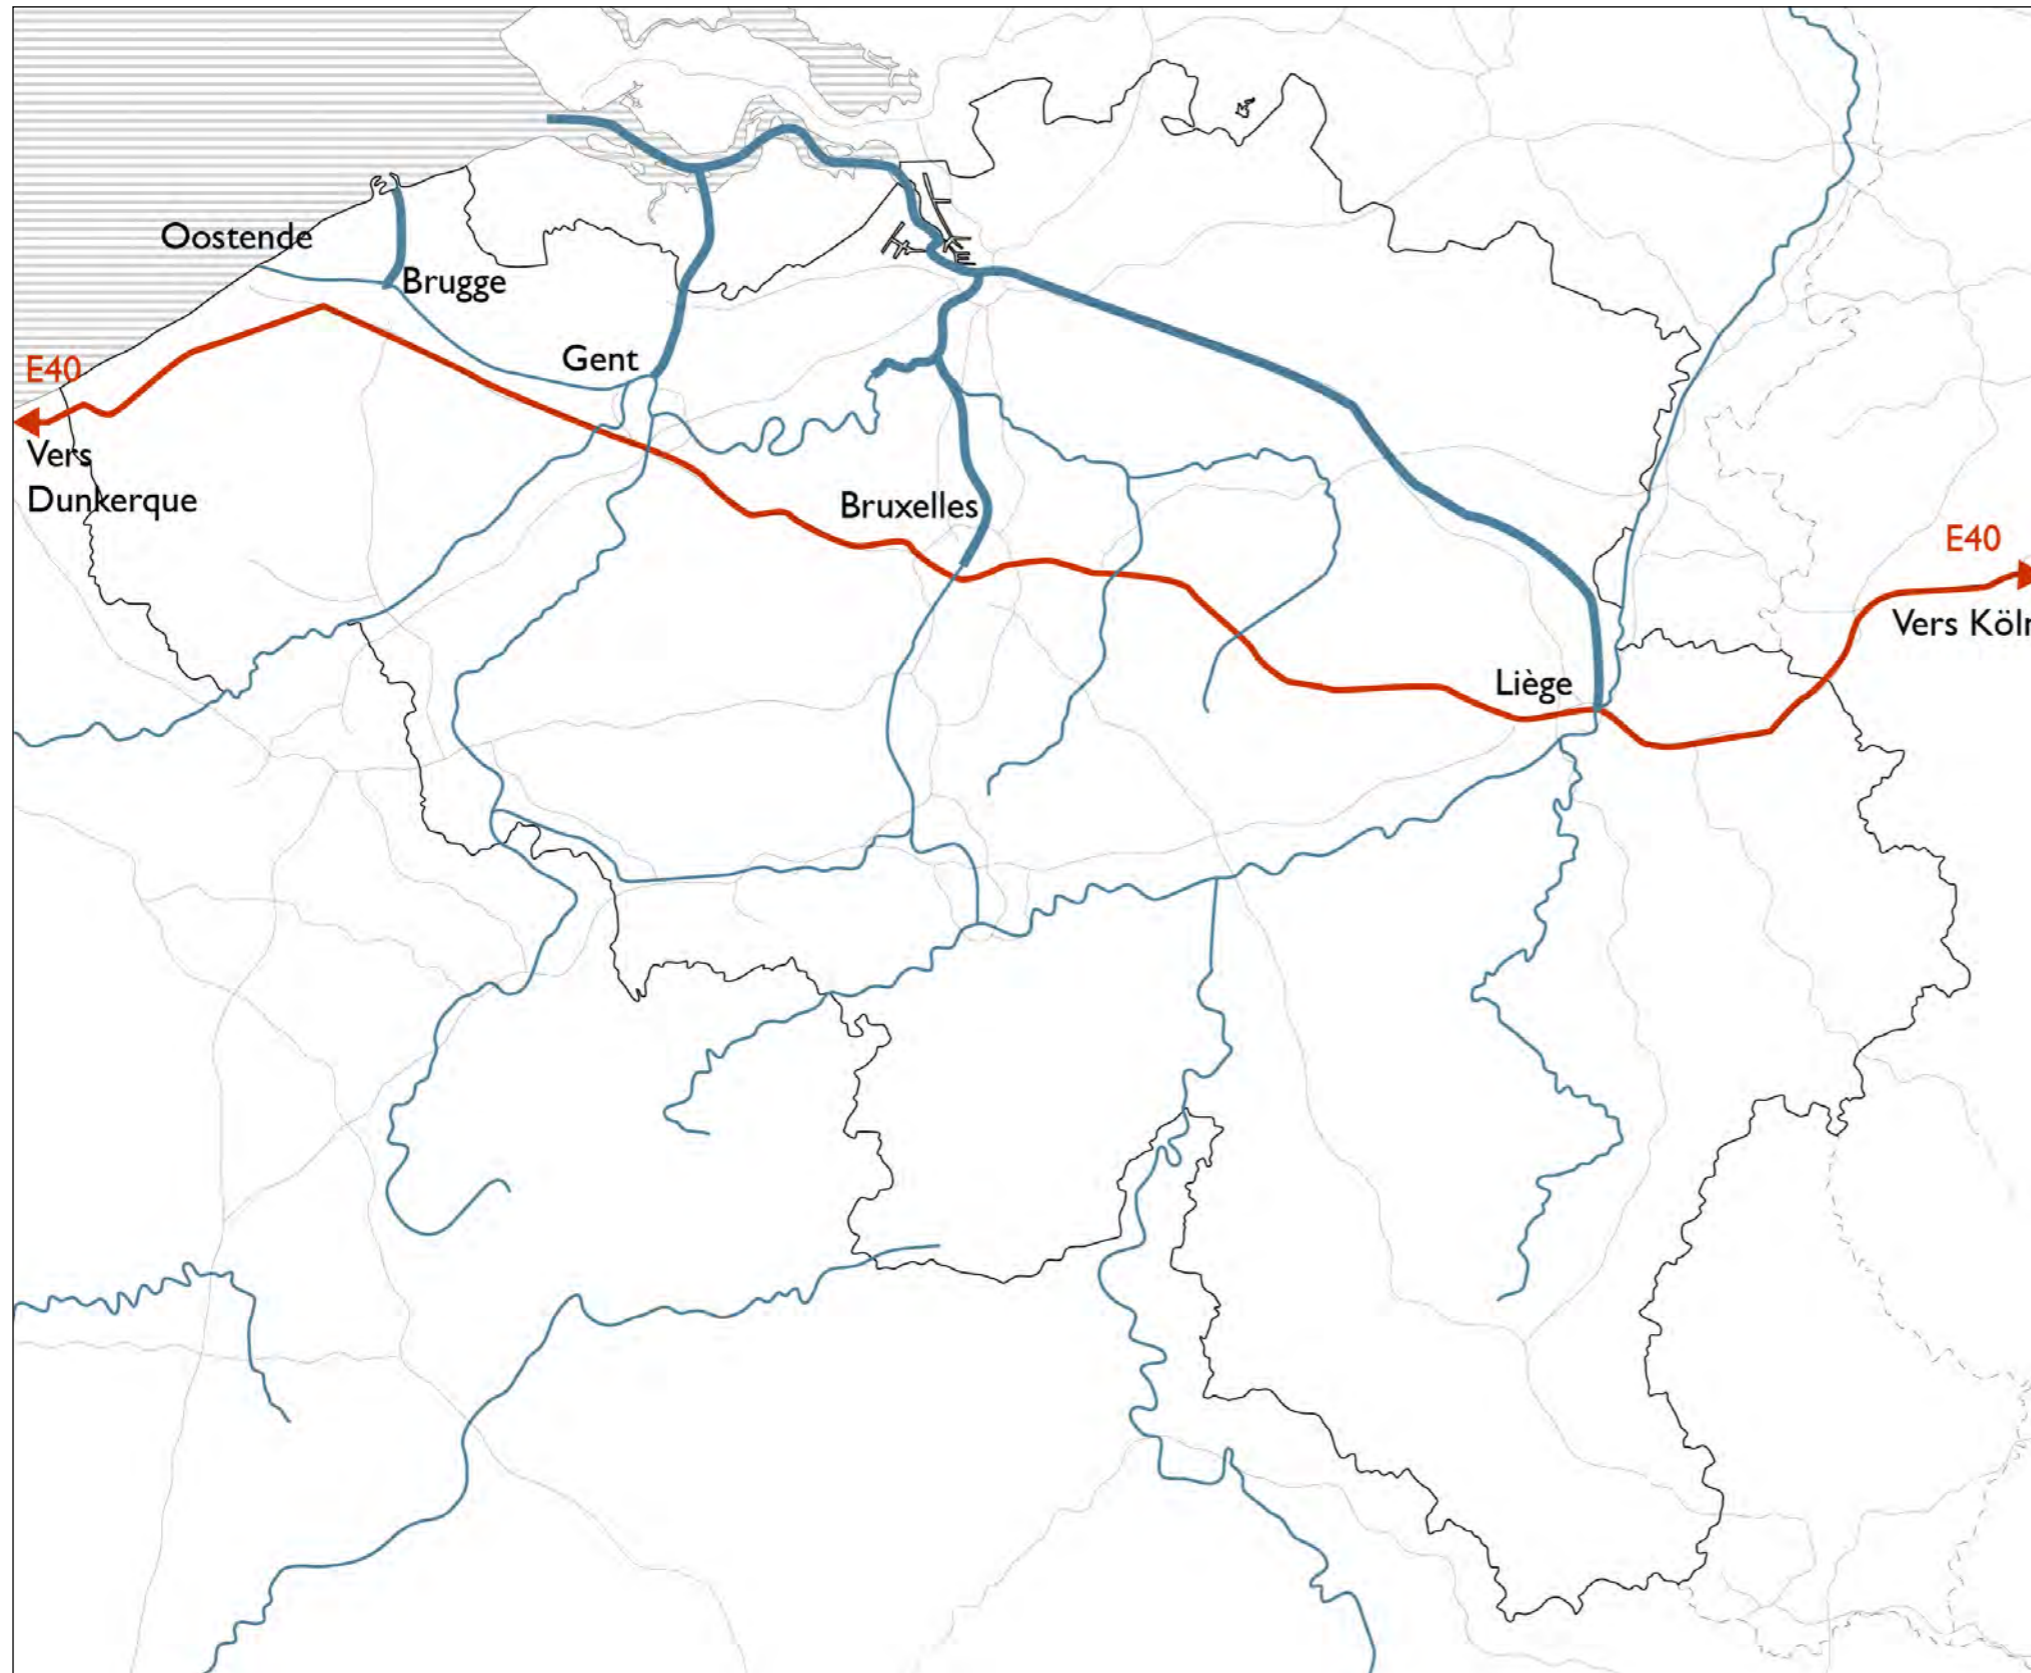 Oostende
Brugge
Gent
E40
Vers
Dunkerque
Bruxelles
E40
Vers Köln
Liège